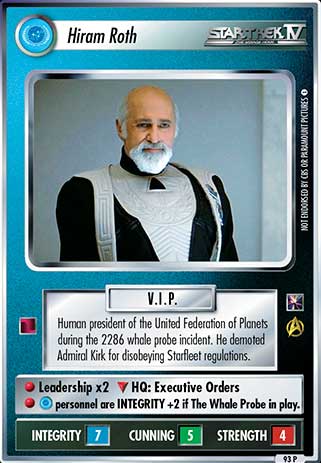 Hiram Roth
STAR TREK IV
THE VOYAGE HOME
NOT ENDORSED BY CBS OR PARAMOUNT PICTURES
V.I.P.
Human president of the United Federation of Planets
during the 2286 whale probe incident. He demoted
Admiral Kirk for disobeying Starfleet regulations.
Leadership x2 HQ: Executive Orders
personnel are INTEGRITY +2 if The Whale Probe in play.
INTEGRITY 7 CUNNING 5 STRENGTH 4
93 P